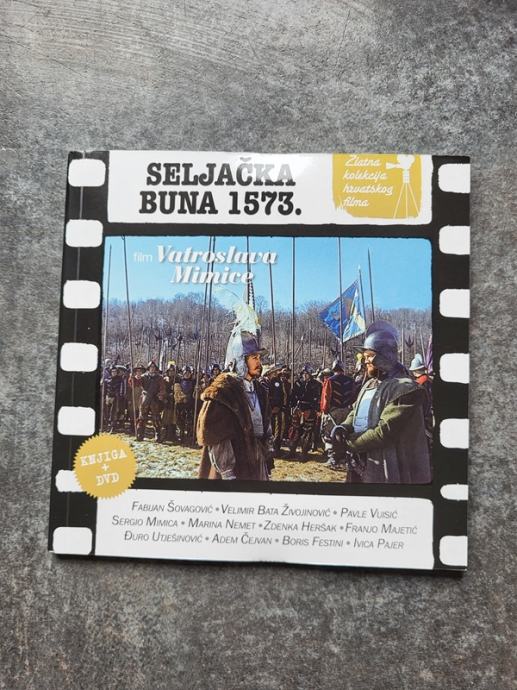 SELJAČKA
BUNA 1573.
Zlatna
kolekcija
hrvatskog
filma
film Vatroslava
Mimice
KNJIGA
+
DVD
FABIJAN ŠOVAGOVIĆ • VELIMIR BATA ŽIVOJINOVIĆ • PAVLE VUISIĆ
SERGIO MIMICA • MARINA NEMET • ZDENKA HERŠAK • FRANJO MAJETIĆ
ĐURO UTJEŠINOVIĆ • ADEM ČEJVAN • BORIS FESTINI • IVICA PAJER